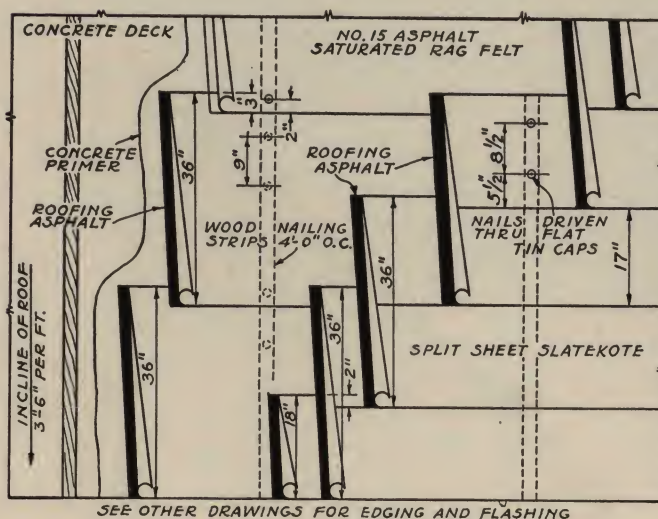 CONCRETE DECK
NO. 15 ASPHALT
SATURATED RAG FELT
3"
2"
9"
36"
CONCRETE
PRIMER
ROOFING
ASPHALT
ROOFING
ASPHALT
8 1/2"
5 1/2"
WOOD NAILING
STRIPS 4'-0" O.C.
NAILS DRIVEN
THRU FLAT
TIN CAPS
36"
17"
INCLINE OF ROOF
3"-6" PER FT.
36"
36"
2"
18"
SPLIT SHEET SLATEKOTE
SEE OTHER DRAWINGS FOR EDGING AND FLASHING